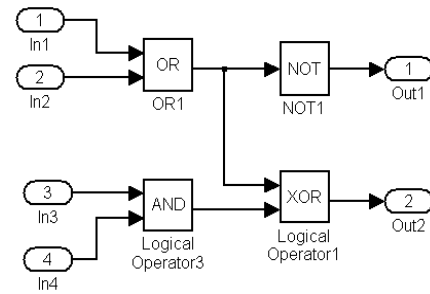 1
In1
2
In2
OR
OR1
NOT
NOT1
1
Out1
3
In3
4
In4
AND
Logical
Operator3
XOR
Logical
Operator1
2
Out2